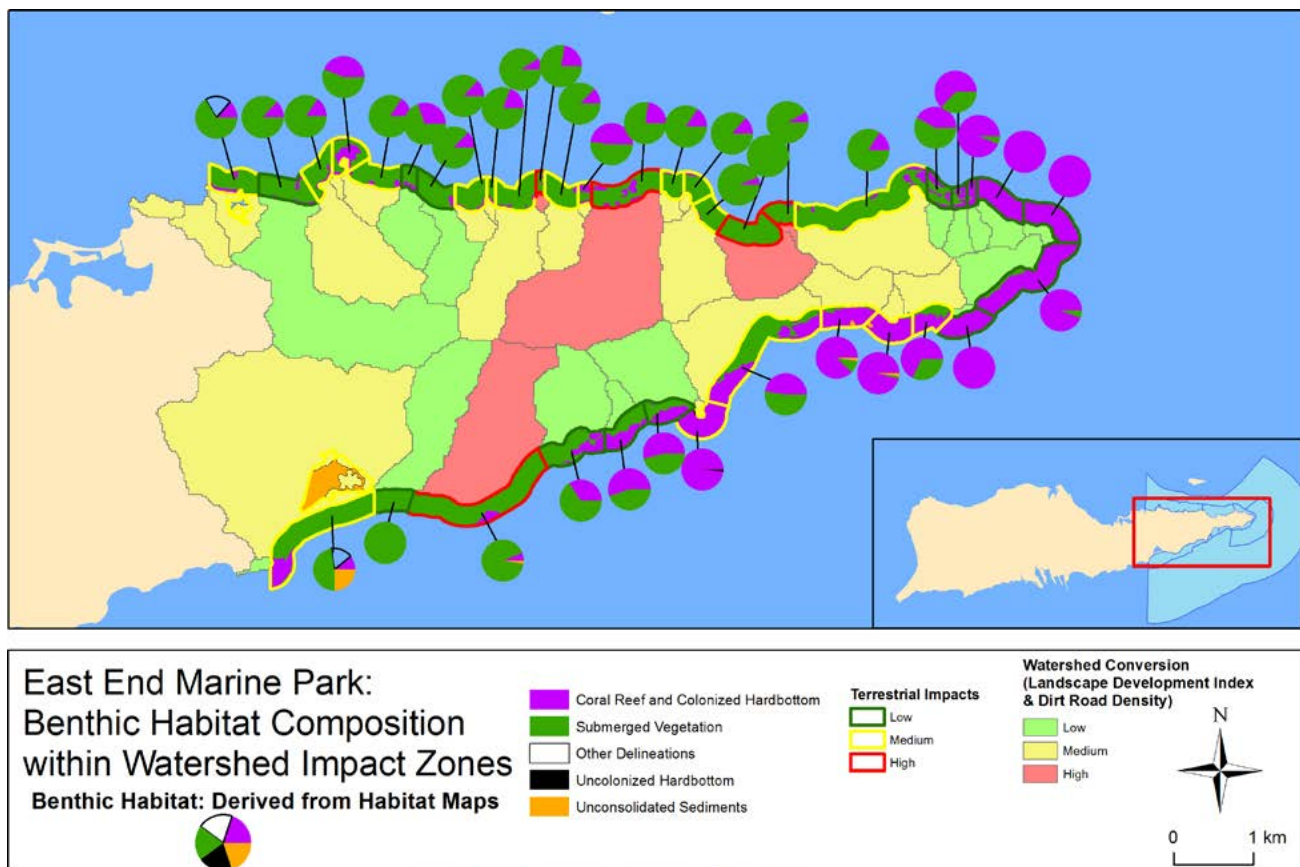 East End Marine Park:
Benthic Habitat Composition
within Watershed Impact Zones
Benthic Habitat: Derived from Habitat Maps
Coral Reef and Colonized Hardbottom
Submerged Vegetation
Other Delineations
Uncolonized Hardbottom
Unconsolidated Sediments
Terrestrial Impacts
Low
Medium
High
Watershed Conversion
(Landscape Development Index
& Dirt Road Density)
Low
Medium
High
N
0 1 km